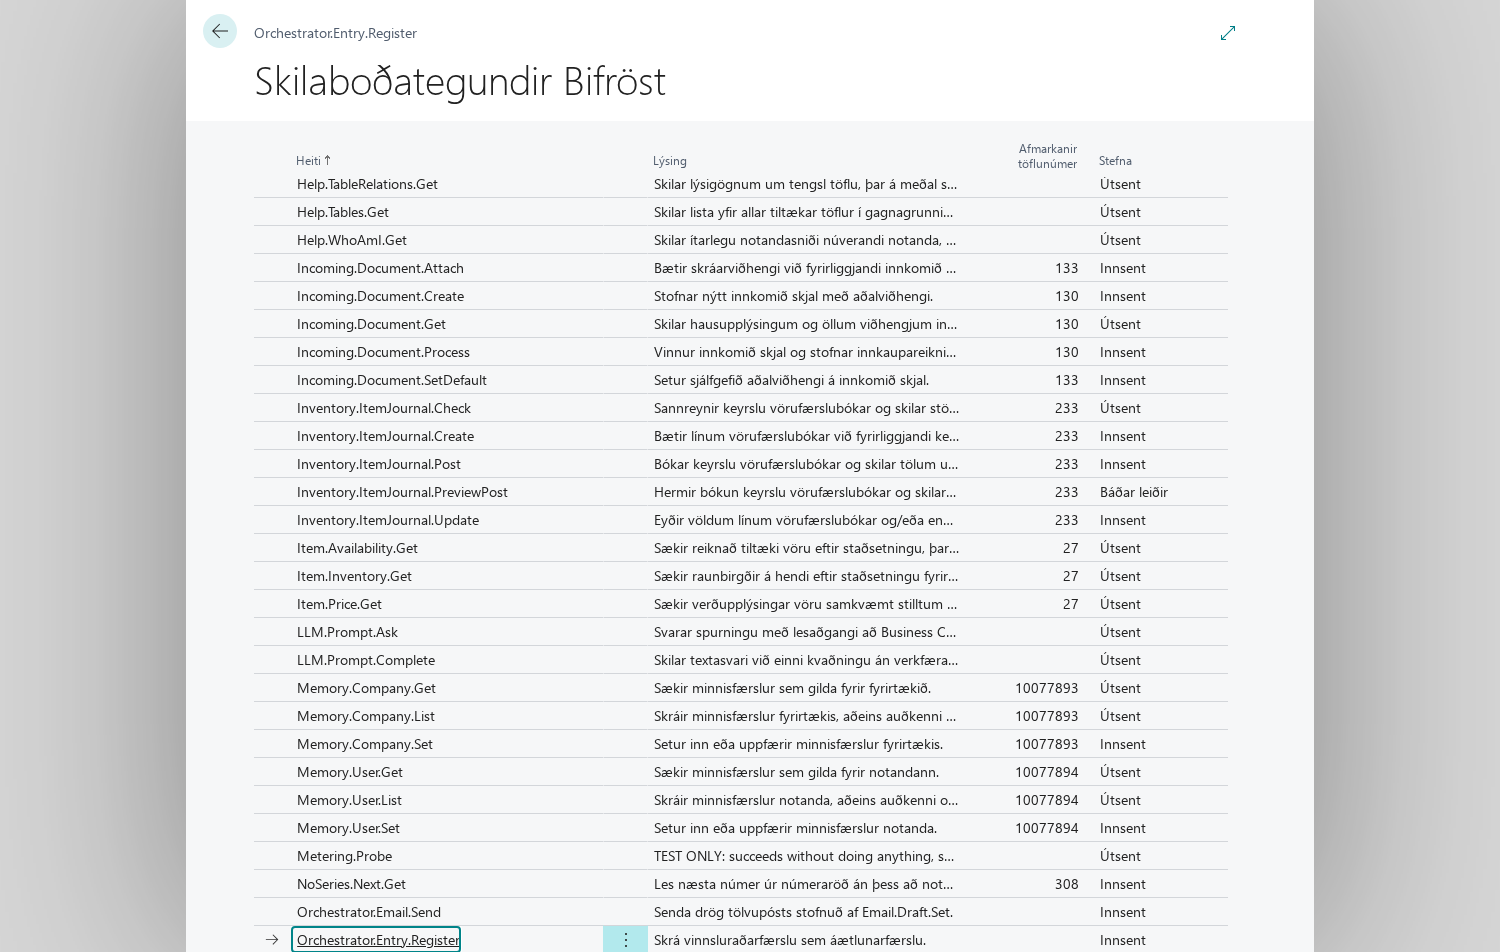 Orchestrator.Entry.Register
Skilaboðategundir Bifröst
Heiti ↑ Lýsing Afmarkanir töflunúmer Stefna
Help.TableRelations.Get Skilar lýsigögnum um tengsl töflu, þar á meðal s... Útsent
Help.Tables.Get Skilar lista yfir allar tiltækar töflur í gagnagrunni... Útsent
Help.WhoAmI.Get Skilar ítarlegu notandasniði núverandi notanda, ... Útsent
Incoming.Document.Attach Bætir skráarviðhengi við fyrirliggjandi innkomið ... 133 Innsent
Incoming.Document.Create Stofnar nýtt innkomið skjal með aðalviðhengi. 130 Innsent
Incoming.Document.Get Skilar hausupplýsingum og öllum viðhengjum in... 130 Útsent
Incoming.Document.Process Vinnur innkomið skjal og stofnar innkaupareikni... 130 Innsent
Incoming.Document.SetDefault Setur sjálfgefið aðalviðhengi á innkomið skjal. 133 Innsent
Inventory.ItemJournal.Check Sannreynir keyrslu vörufærslubókar og skilar stö... 233 Útsent
Inventory.ItemJournal.Create Bætir línum vörufærslubókar við fyrirliggjandi ke... 233 Innsent
Inventory.ItemJournal.Post Bókar keyrslu vörufærslubókar og skilar tölum u... 233 Innsent
Inventory.ItemJournal.PreviewPost Hermir bókun keyrslu vörufærslubókar og skilar... 233 Báðar leiðir
Inventory.ItemJournal.Update Eyðir völdum línum vörufærslubókar og/eða en... 233 Innsent
Item.Availability.Get Sækir reiknað tiltæki vöru eftir staðsetningu, þar... 27 Útsent
Item.Inventory.Get Sækir raunbirgðir á hendi eftir staðsetningu fyrir... 27 Útsent
Item.Price.Get Sækir verðupplýsingar vöru samkvæmt stilltum ... 27 Útsent
LLM.Prompt.Ask Svarar spurningu með lesaðgangi að Business C... Útsent
LLM.Prompt.Complete Skilar textasvari við einni kvaðningu án verkfæra... Útsent
Memory.Company.Get Sækir minnisfærslur sem gilda fyrir fyrirtækið. 10077893 Útsent
Memory.Company.List Skráir minnisfærslur fyrirtækis, aðeins auðkenni ... 10077893 Útsent
Memory.Company.Set Setur inn eða uppfærir minnisfærslur fyrirtækis. 10077893 Innsent
Memory.User.Get Sækir minnisfærslur sem gilda fyrir notandann. 10077894 Útsent
Memory.User.List Skráir minnisfærslur notanda, aðeins auðkenni o... 10077894 Útsent
Memory.User.Set Setur inn eða uppfærir minnisfærslur notanda. 10077894 Innsent
Metering.Probe TEST ONLY: succeeds without doing anything, s... Útsent
NoSeries.Next.Get Les næsta númer úr númeraröð án þess að not... 308 Innsent
Orchestrator.Email.Send Senda drög tölvupósts stofnuð af Email.Draft.Set. Innsent
Orchestrator.Entry.Register Skrá vinnsluraðarfærslu sem áætlunarfærslu. Innsent